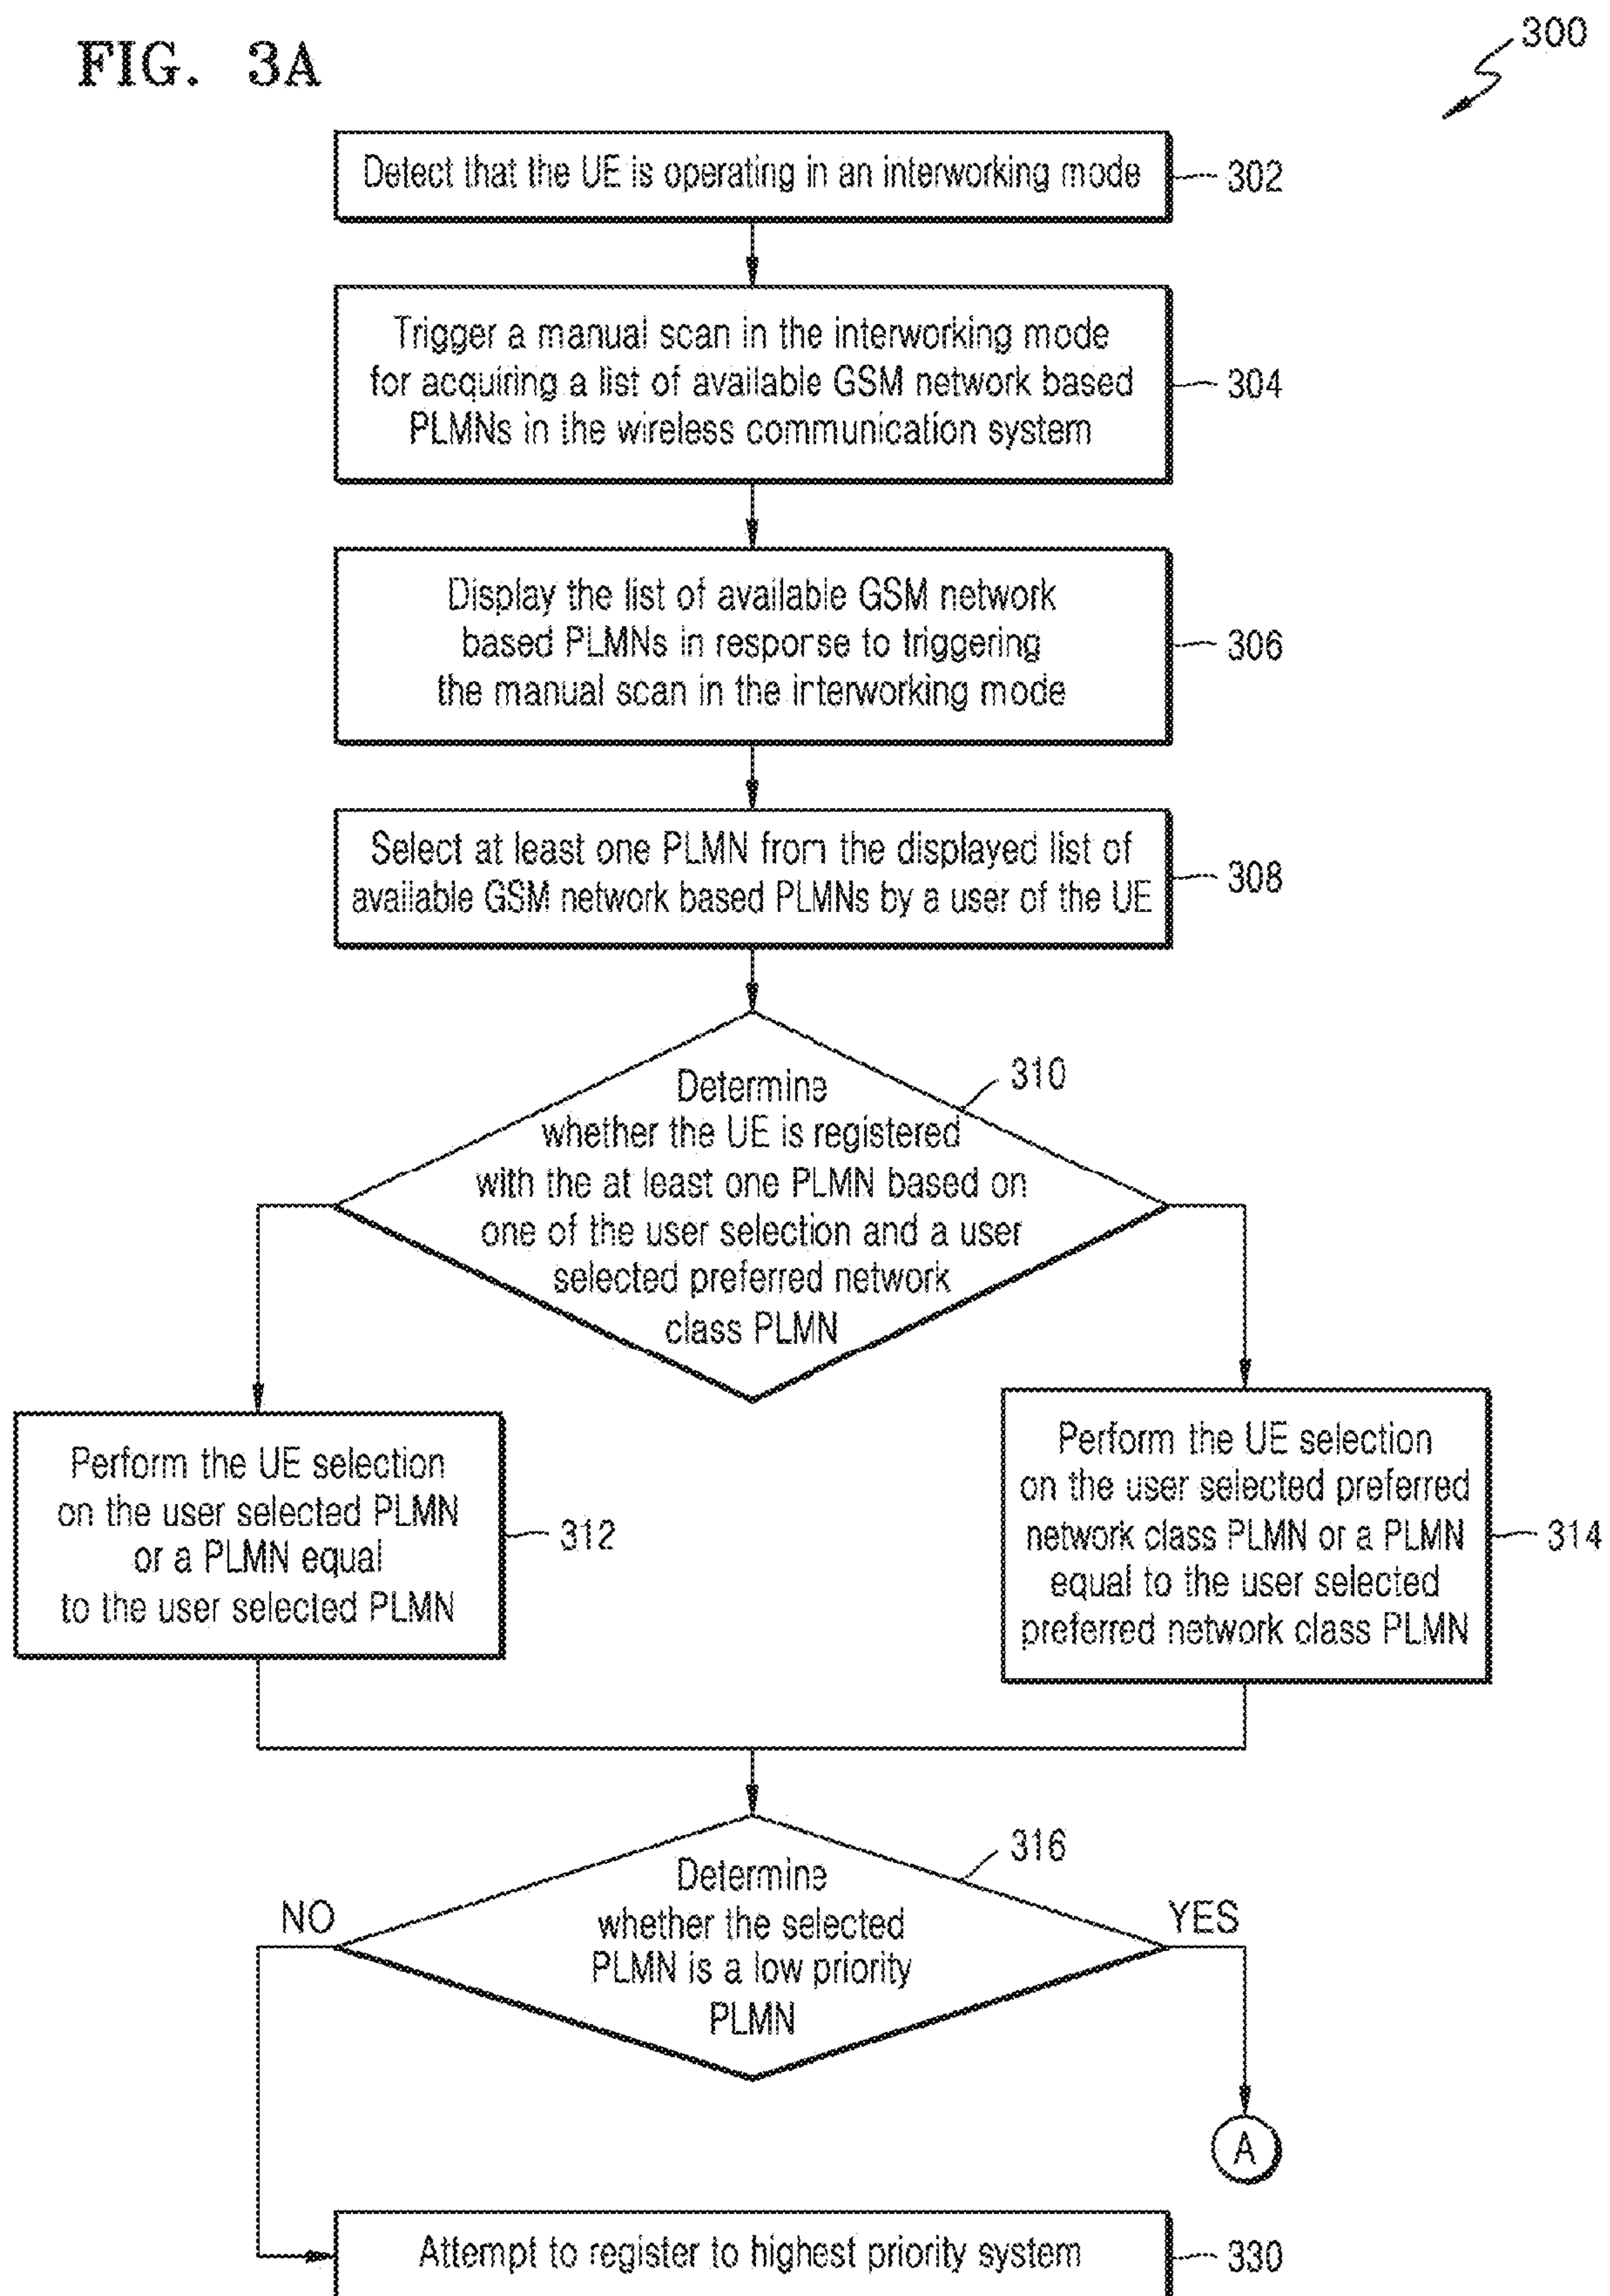 FIG. 3A
300
Detect that the UE is operating in an interworking mode
302
Trigger a manual scan in the interworking mode
for acquiring a list of available GSM network based
PLMNs in the wireless communication system
304
Display the list of available GSM network
based PLMNs in response to triggering
the manual scan in the interworking mode
306
Select at least one PLMN from the displayed list of
available GSM network based PLMNs by a user of the UE
308
310
Determine
whether the UE is registered
with the at least one PLMN based on
one of the user selection and a user
selected preferred network
class PLMN
Perform the UE selection
on the user selected PLMN
or a PLMN equal
to the user selected PLMN
312
Perform the UE selection
on the user selected preferred
network class PLMN or a PLMN
equal to the user selected
preferred network class PLMN
314
316
Determine
whether the selected
PLMN is a low priority
PLMN
NO
YES
A
Attempt to register to highest priority system
330